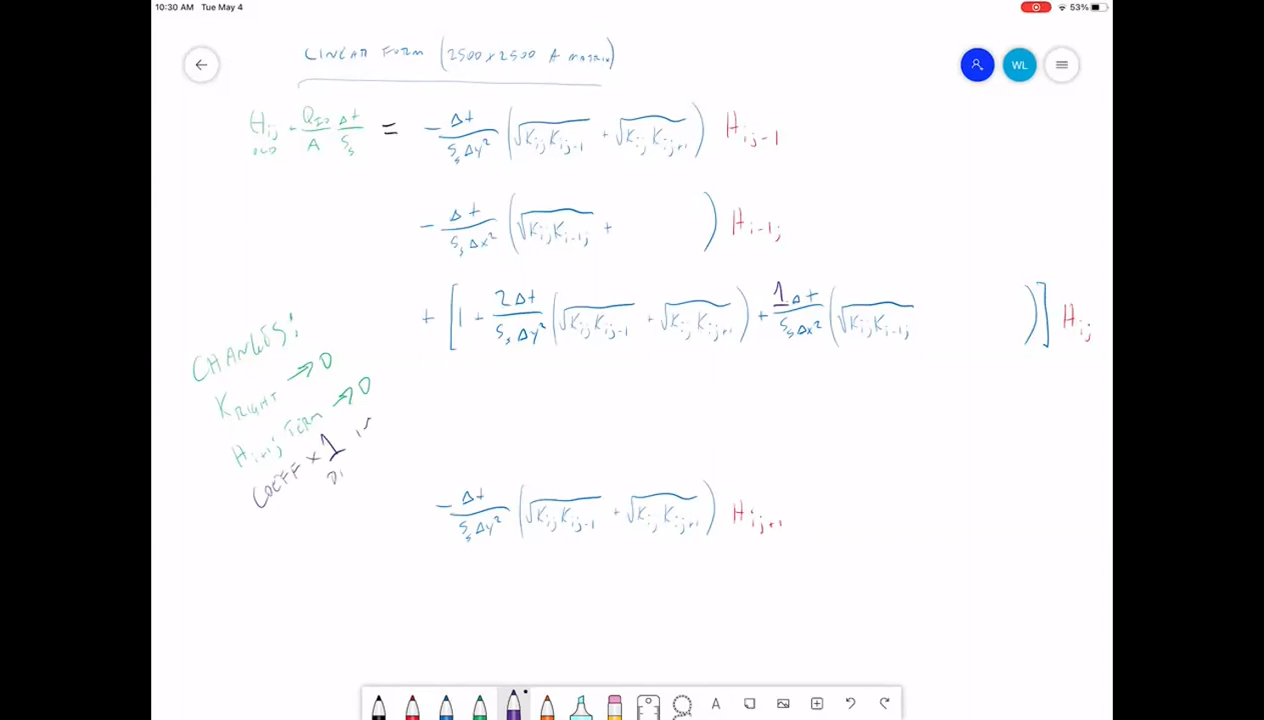 10:30 AM Tue May 4
53%
LINEAR FORM (2500 x 2500 A MATRIX)
WL
H_ij OLD - Q_ij/A Δt/S_s = - Δt/(S_s Δy²) (√(K_ij K_ij-1) + √(K_ij K_ij+1)) H_ij-1
- Δt/(S_s Δx²) (√(K_ij K_i-1j) + ) H_i-1j
+ [1 + 2Δt/(S_s Δy²) (√(K_ij K_ij-1) + √(K_ij K_ij+1)) + 1Δt/(S_s Δx²) (√(K_ij K_i-1j) )] H_ij
CHANGES:
K RIGHT → 0
H_i+1j TERM → 0
COEFF × 1
- Δt/(S_s Δy²) (√(K_ij K_ij-1) + √(K_ij K_ij+1)) H_ij+1
A